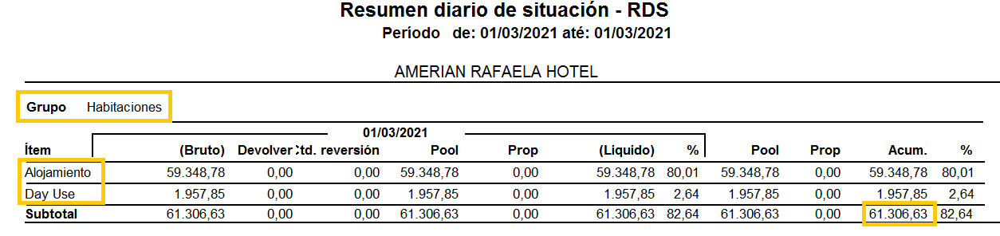 Resumen diario de situación - RDS
Período de: 01/03/2021 até: 01/03/2021
AMERIAN RAFAELA HOTEL
Grupo Habitaciones
01/03/2021
Ítem (Bruto) Devolver Ctd. reversión Pool Prop (Liquido) % Pool Prop Acum. %
Alojamiento 59.348,78 0,00 0,00 59.348,78 0,00 59.348,78 80,01 59.348,78 0,00 59.348,78 80,01
Day Use 1.957,85 0,00 0,00 1.957,85 0,00 1.957,85 2,64 1.957,85 0,00 1.957,85 2,64
Subtotal 61.306,63 0,00 0,00 61.306,63 0,00 61.306,63 82,64 61.306,63 0,00 61.306,63 82,64